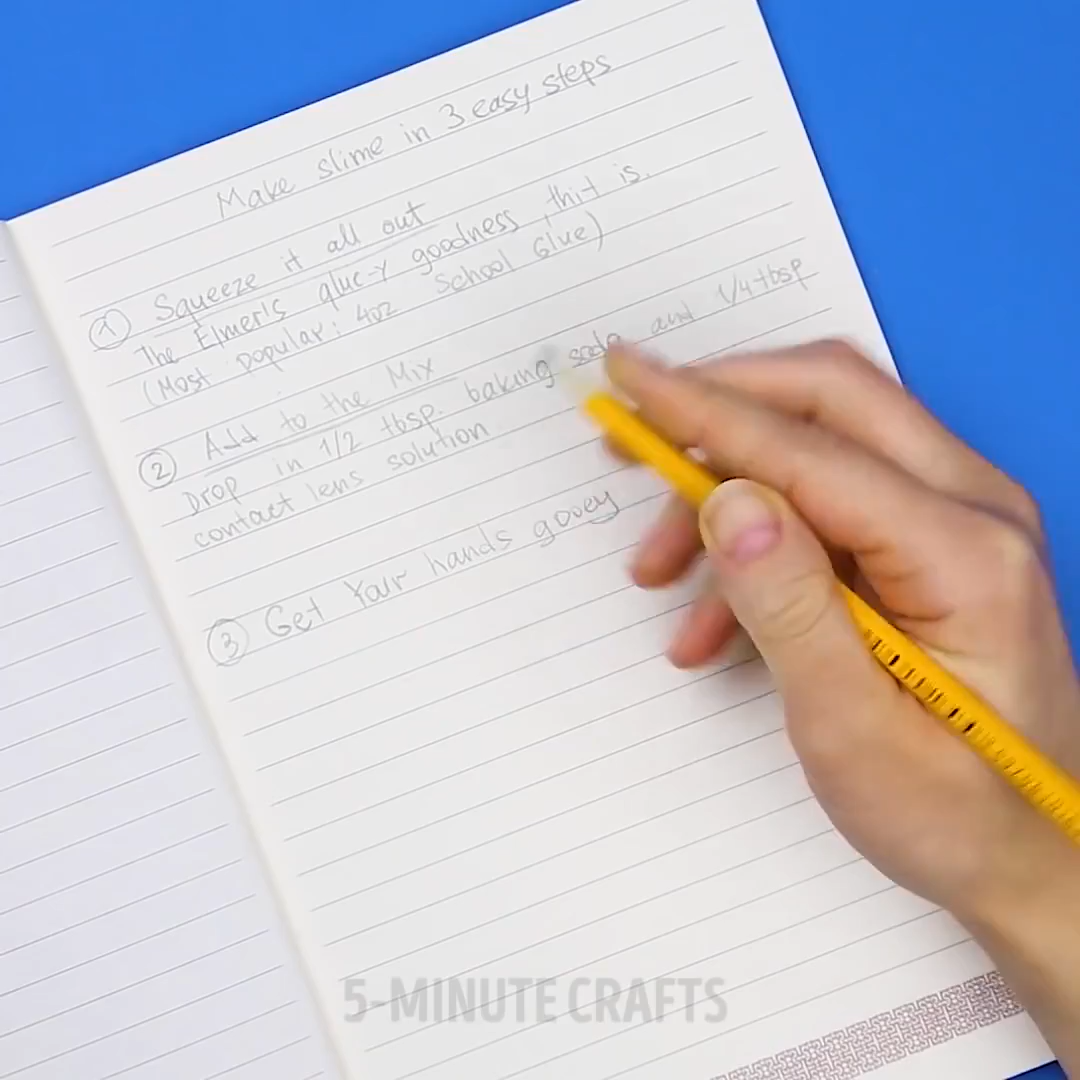 Make slime in 3 easy steps
① Squeeze it all out
The Elmer's glue-y goodness, thit is.
(Most popular: 4oz School Glue)
② Add to the Mix
Drop in 1/2 tbsp. baking soda and 1/4 tbsp
contact lens solution
③ Get Your hands gooey
5-MINUTE CRAFTS